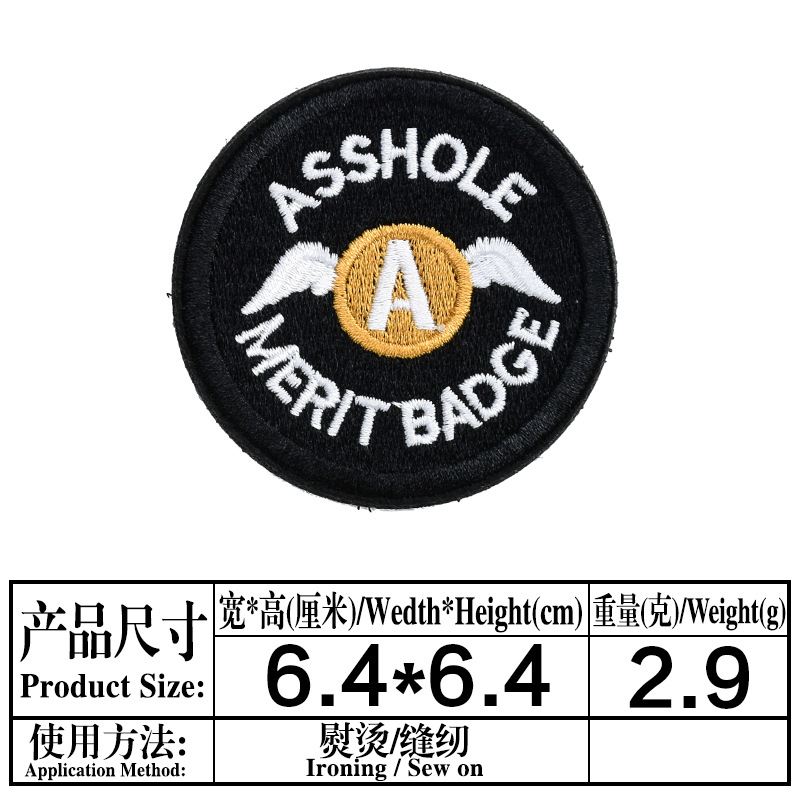 ASSHOLE
A
MERIT BADGE
产品尺寸
Product Size:
宽*高(厘米)/Wedth*Height(cm)
重量(克)/Weight(g)
6.4*6.4
2.9
使用方法:
Application Method:
熨烫/缝纫
Ironing / Sew on